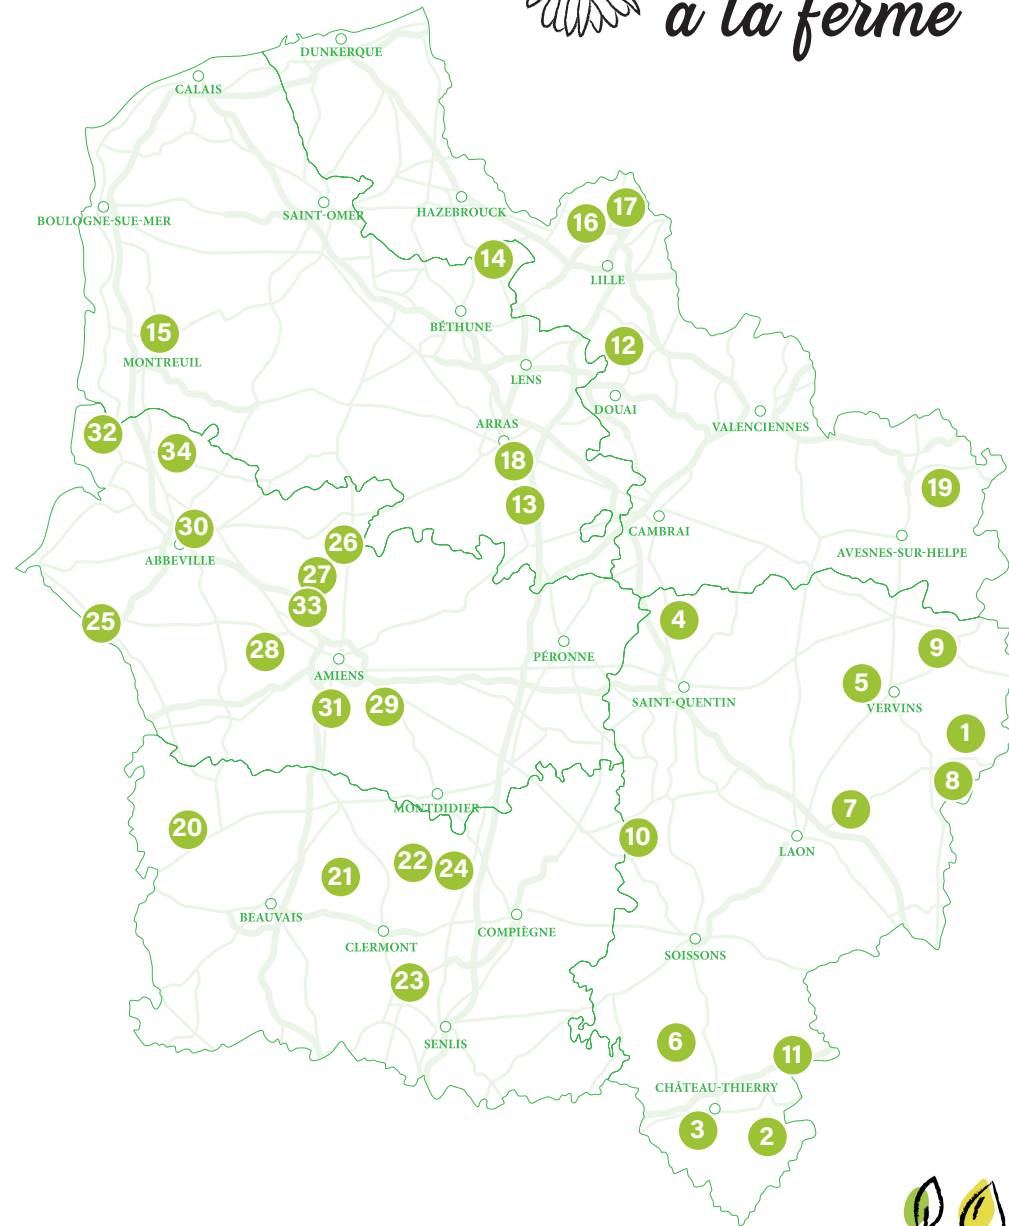 à la ferme
DUNKERQUE
CALAIS
BOULOGNE-SUE-MER
SAINT-OMER
HAZEBROUCK
17
16
14
LILLE
BÉTHUNE
15
MONTREUIL
12
LENS
DOUAI
ARRAS
VALENCIENNES
32
34
18
19
13
30
ABBEVILLE
26
CAMBRAI
AVESNES-SUR-HELPE
27
33
25
4
28
PÉRONNE
9
AMIENS
5
SAINT-QUENTIN
VERVINS
31
29
1
8
MONTDIDIER
7
20
10
LAON
22
24
21
BEAUVAIS
CLERMONT
COMPIÈGNE
SOISSONS
23
SENLIS
6
11
CHÂTEAU-THIERRY
3
2